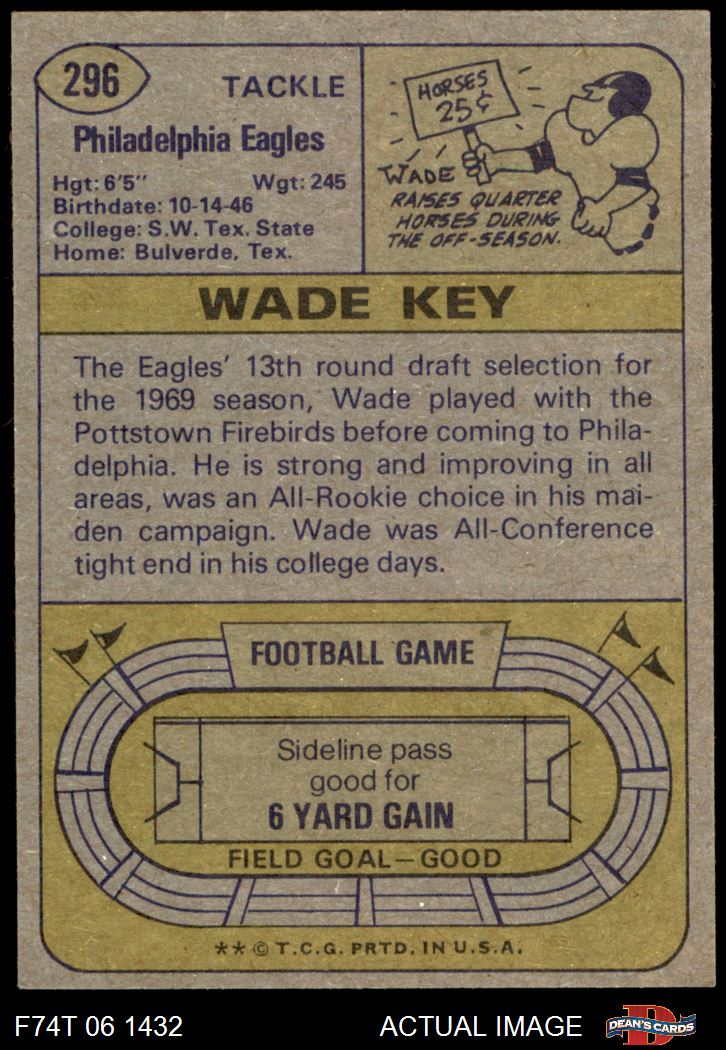 296
TACKLE
Philadelphia Eagles
Hgt: 6'5" Wgt: 245
Birthdate: 10-14-46
College: S.W. Tex. State
Home: Bulverde, Tex.
HORSES
25¢
WADE
RAISES QUARTER
HORSES DURING
THE OFF-SEASON.
WADE KEY
The Eagles' 13th round draft selection for
the 1969 season, Wade played with the
Pottstown Firebirds before coming to Phila-
delphia. He is strong and improving in all
areas, was an All-Rookie choice in his mai-
den campaign. Wade was All-Conference
tight end in his college days.
FOOTBALL GAME
Sideline pass
good for
6 YARD GAIN
FIELD GOAL—GOOD
**© T.C.G. PRTD. IN U.S.A.
F74T 06 1432
ACTUAL IMAGE
D
DEAN'S CARDS